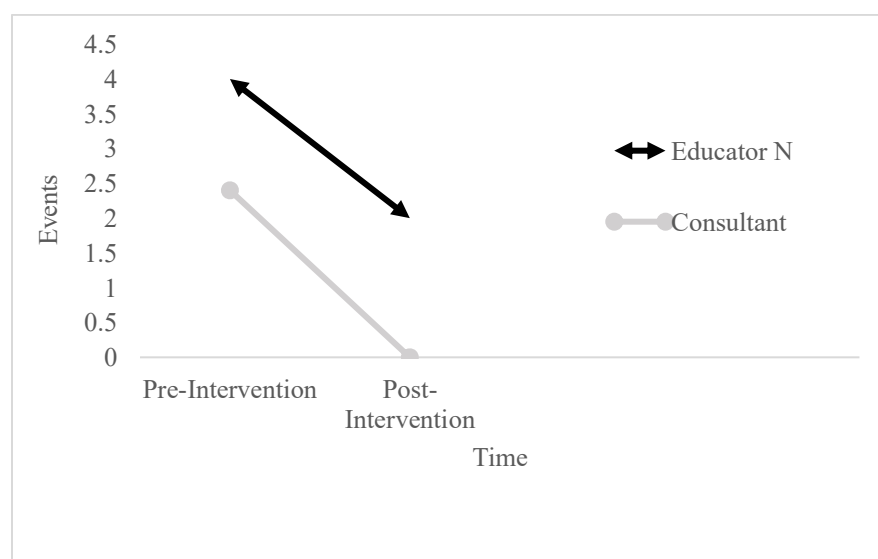 4.5
4
3.5
3
2.5
2
1.5
1
0.5
0
Events
Educator N
Consultant
Pre-Intervention
Post-
Intervention
Time